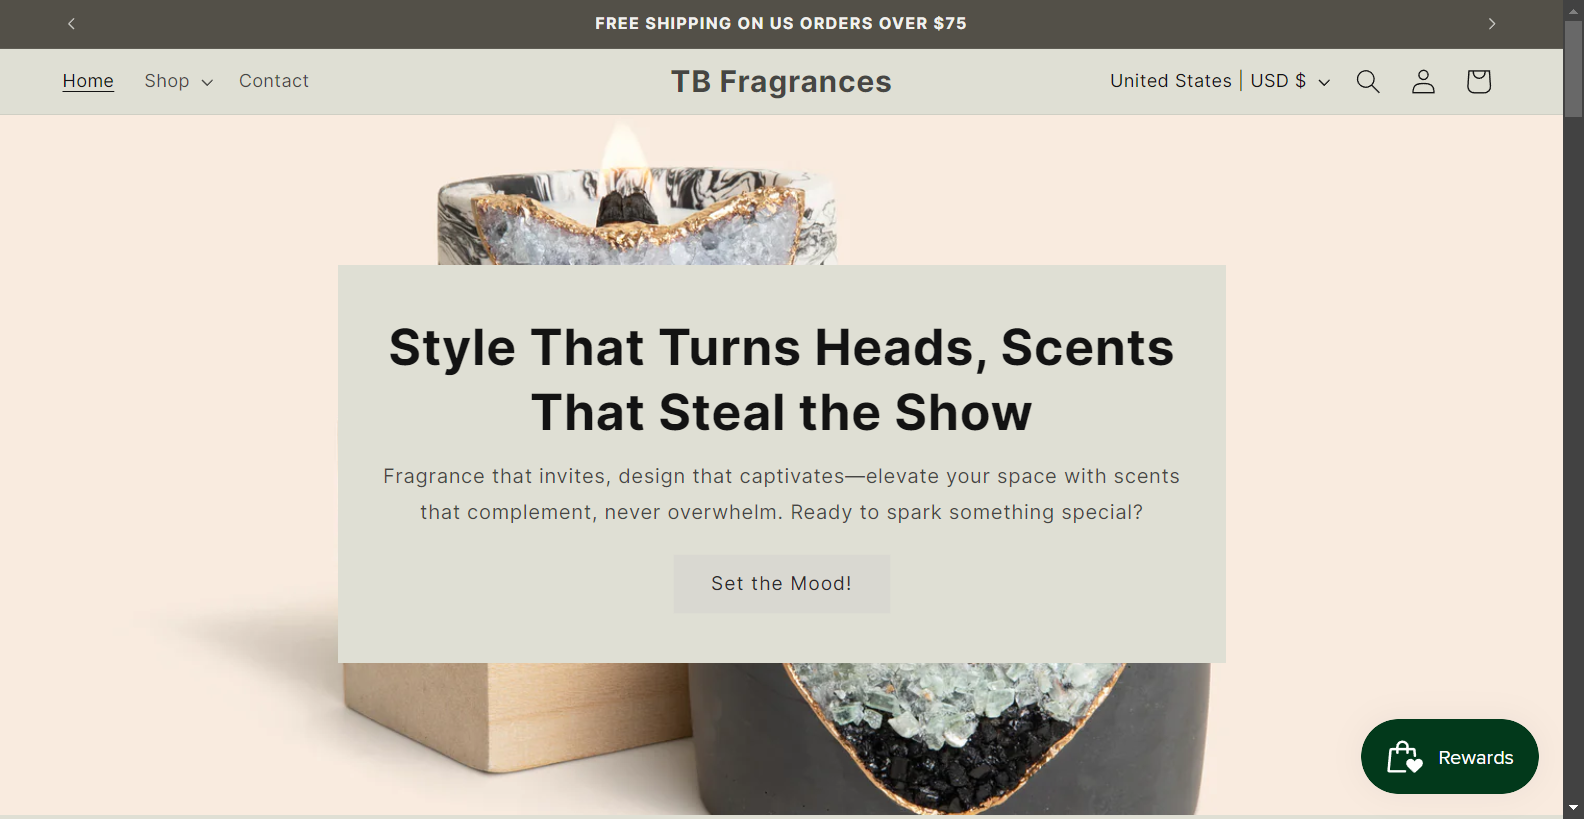 FREE SHIPPING ON US ORDERS OVER $75
Home
Shop
Contact
TB Fragrances
United States | USD $
Style That Turns Heads, Scents
That Steal the Show
Fragrance that invites, design that captivates—elevate your space with scents
that complement, never overwhelm. Ready to spark something special?
Set the Mood!
Rewards